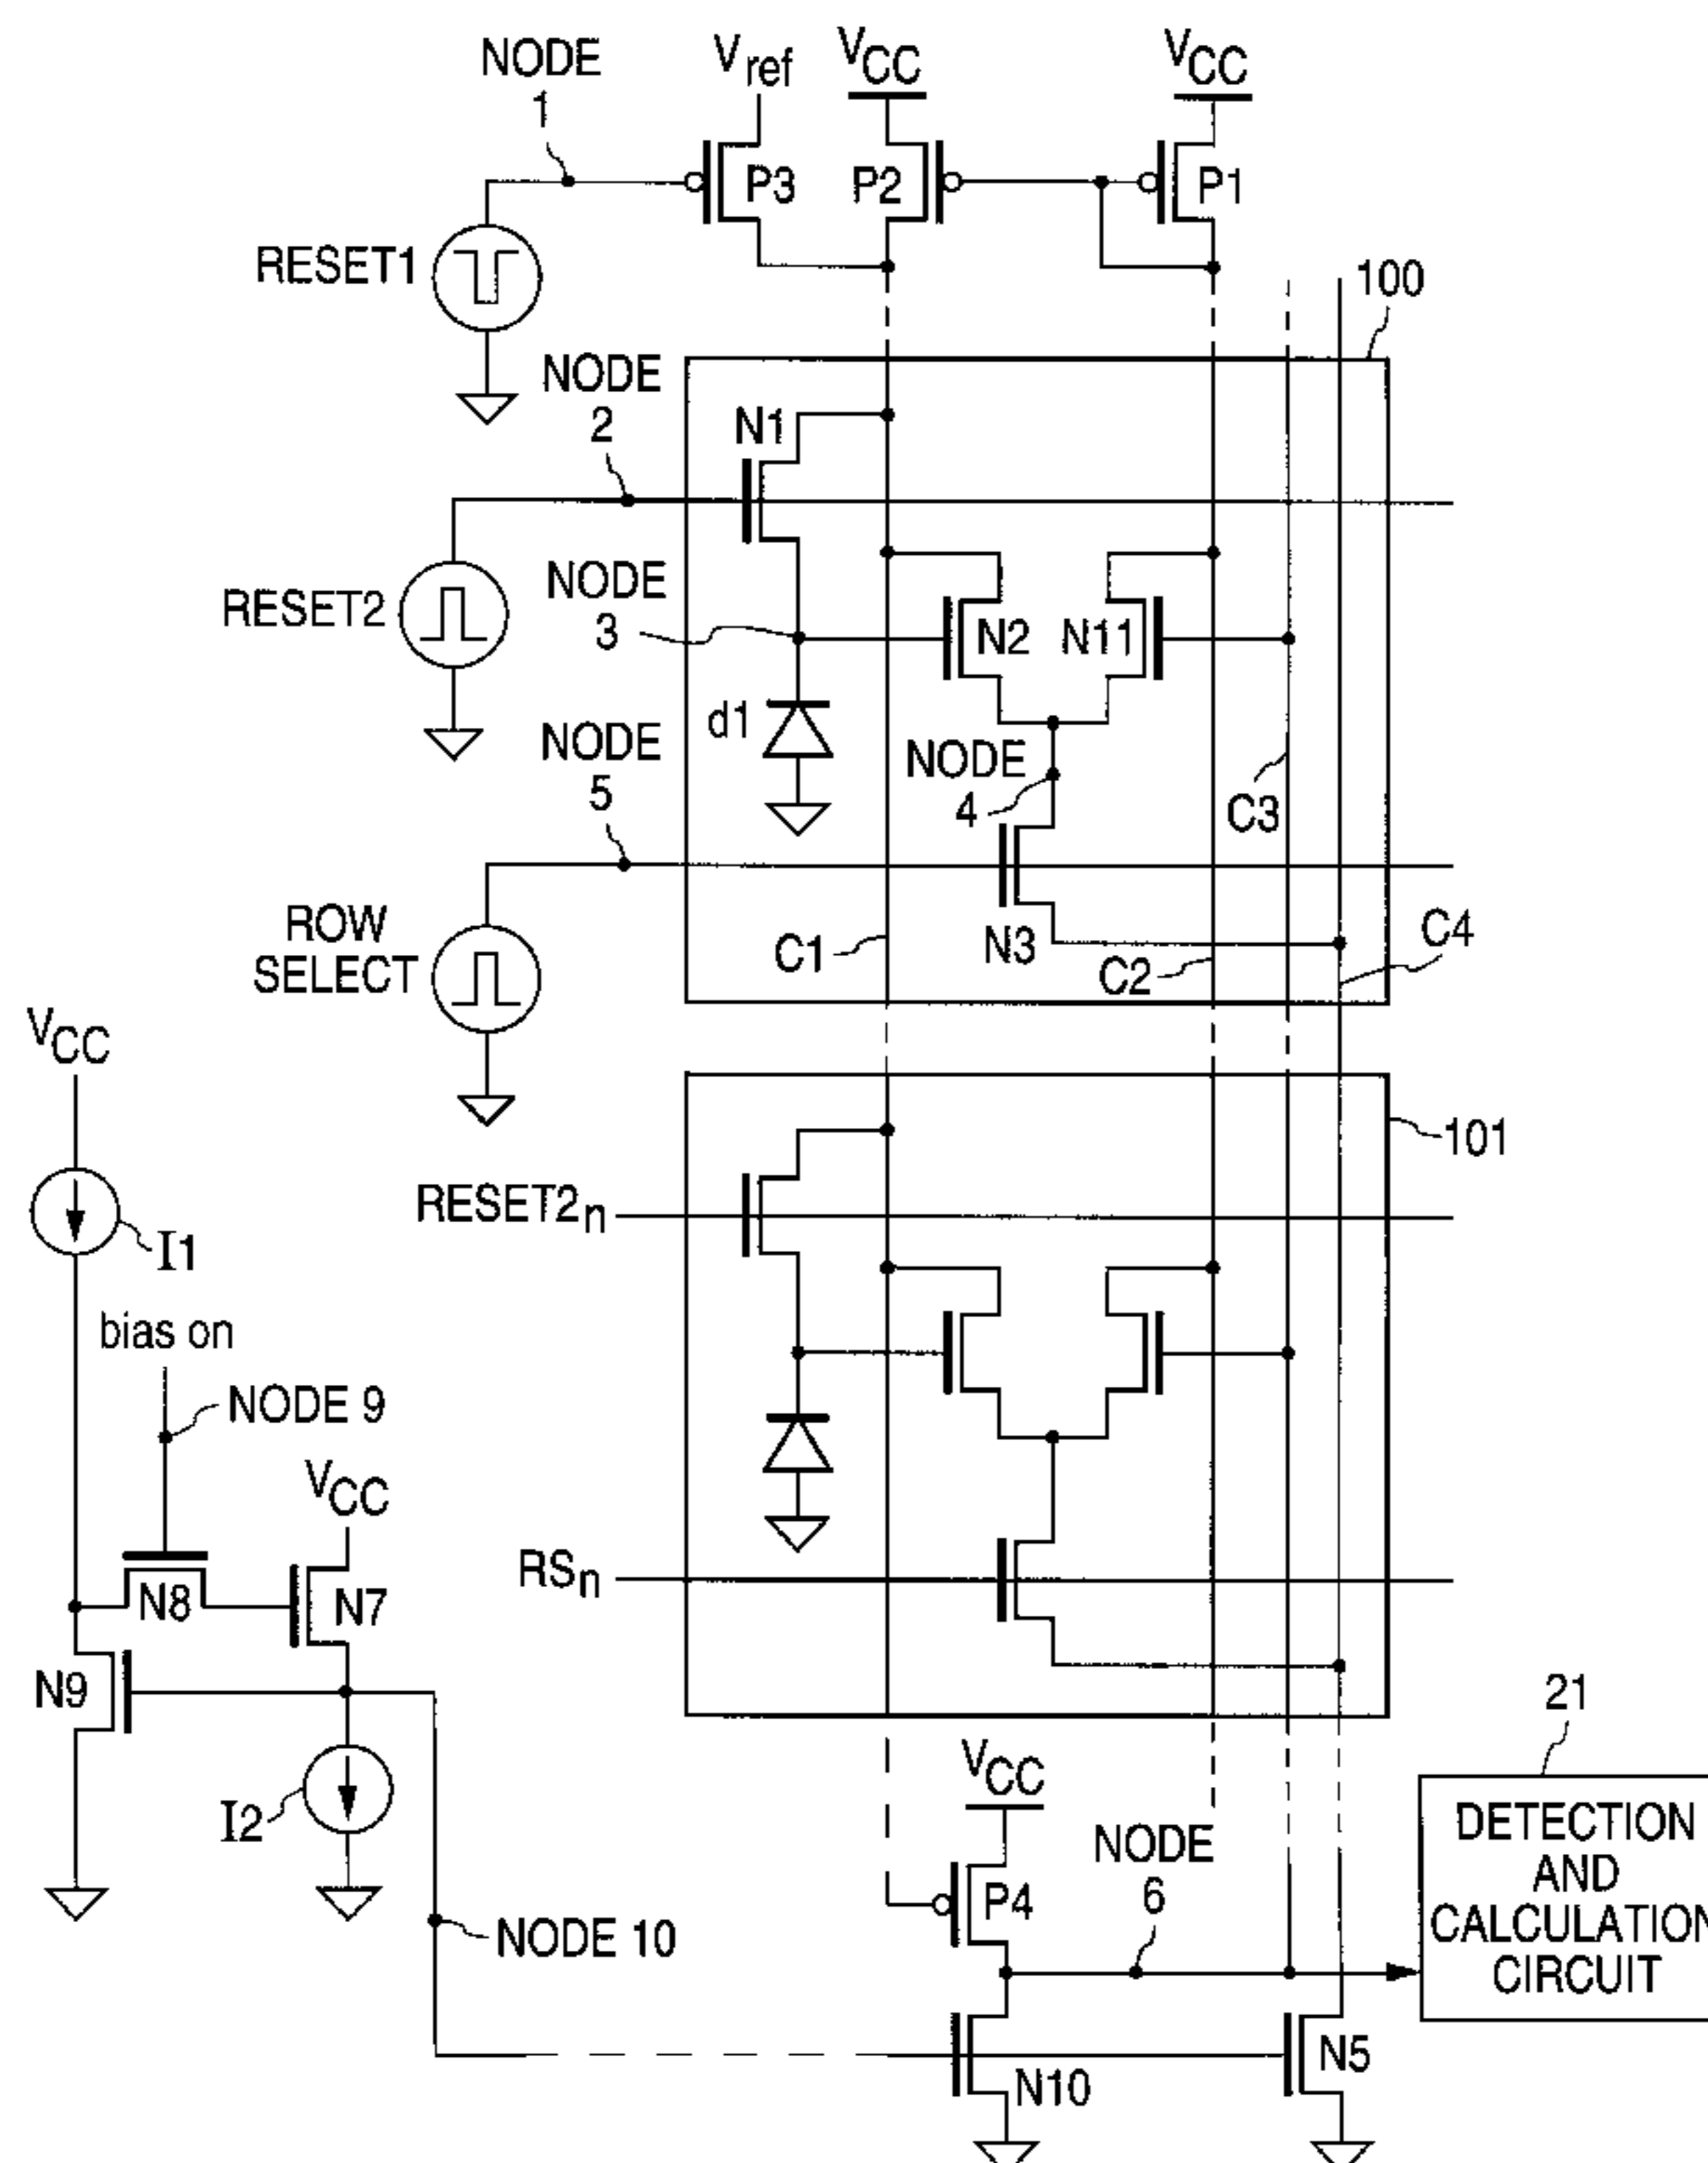 NODE
1
Vref
VCC
VCC
P3
P2
P1
RESET1
100
NODE
2
N1
RESET2
NODE
3
N2
N11
d1
NODE
5
NODE
4
C3
ROW
SELECT
C1
N3
C2
C4
VCC
101
RESET2n
I1
bias on
NODE 9
VCC
RSn
N8
N7
N9
21
I2
VCC
NODE
6
P4
DETECTION
AND
CALCULATION
CIRCUIT
NODE 10
N10
N5